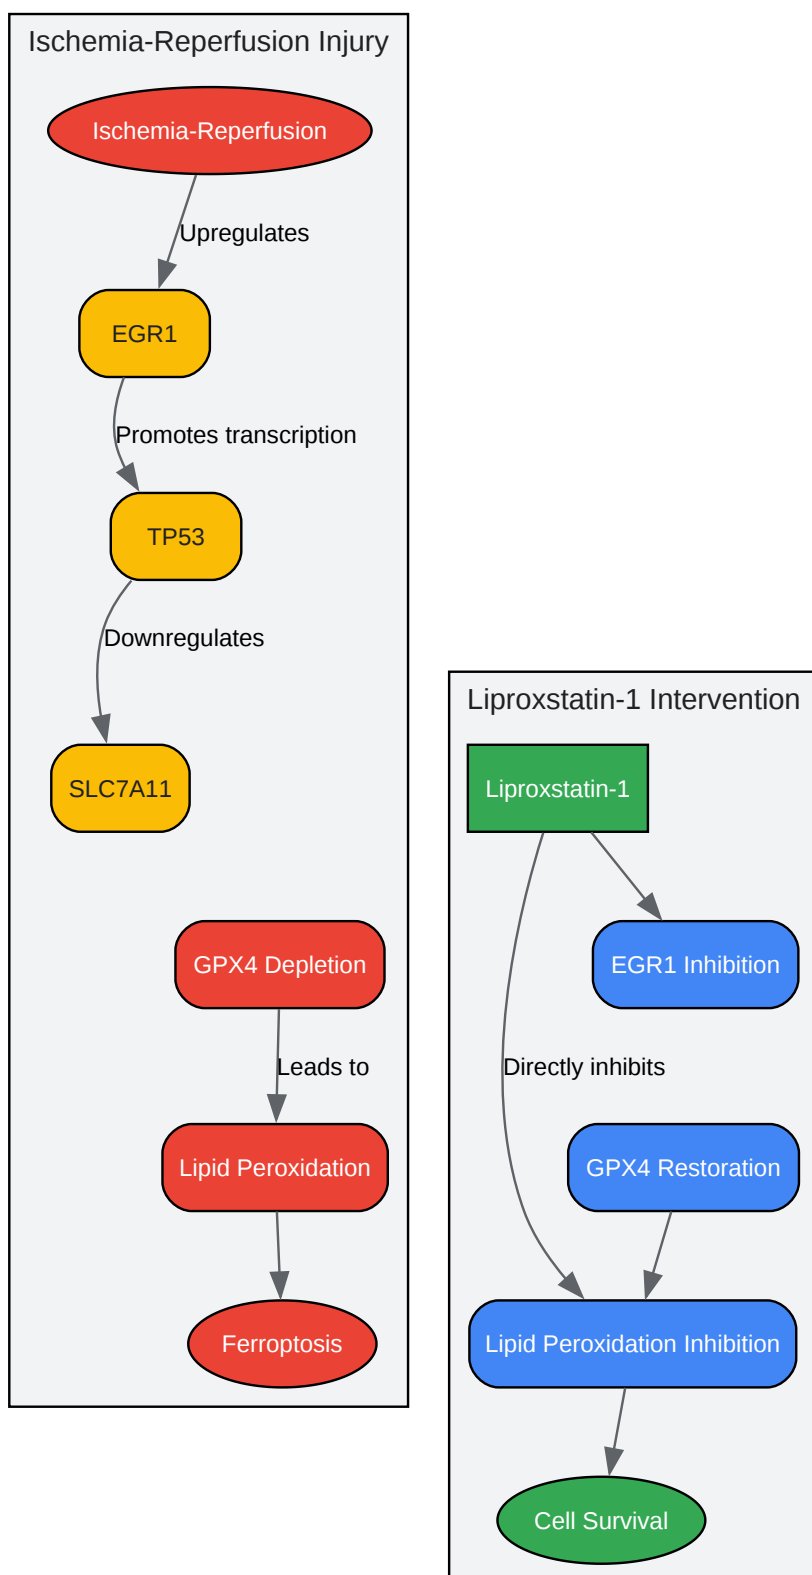 Ischemia-Reperfusion Injury
Ischemia-Reperfusion
Upregulates
EGR1
Promotes transcription
TP53
Downregulates
SLC7A11
GPX4 Depletion
Leads to
Lipid Peroxidation
Ferroptosis
Liproxstatin-1 Intervention
Liproxstatin-1
EGR1 Inhibition
Directly inhibits
GPX4 Restoration
Lipid Peroxidation Inhibition
Cell Survival